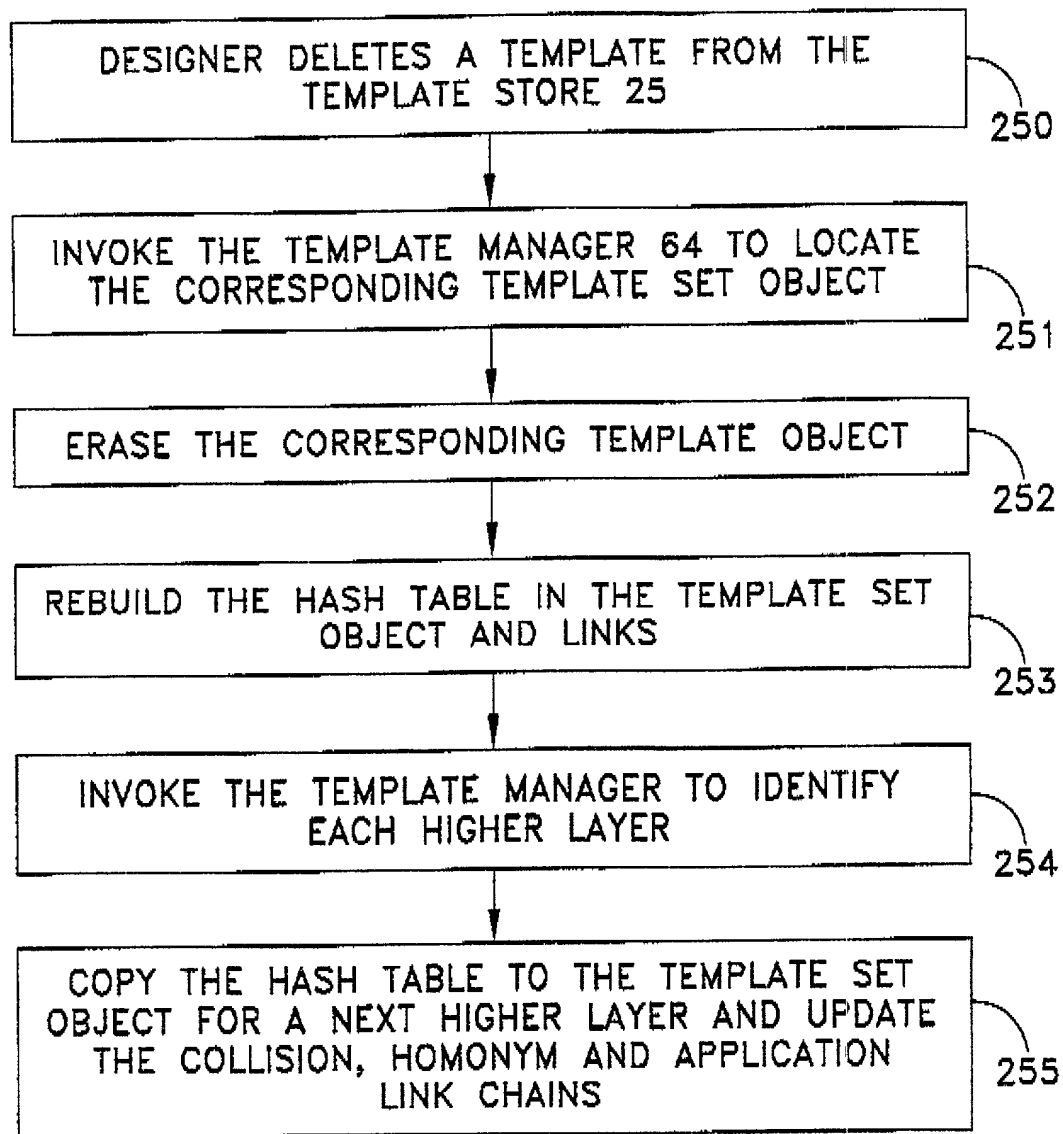 DESIGNER DELETES A TEMPLATE FROM THE
TEMPLATE STORE 25
250
INVOKE THE TEMPLATE MANAGER 64 TO LOCATE
THE CORRESPONDING TEMPLATE SET OBJECT
251
ERASE THE CORRESPONDING TEMPLATE OBJECT
252
REBUILD THE HASH TABLE IN THE TEMPLATE SET
OBJECT AND LINKS
253
INVOKE THE TEMPLATE MANAGER TO IDENTIFY
EACH HIGHER LAYER
254
COPY THE HASH TABLE TO THE TEMPLATE SET
OBJECT FOR A NEXT HIGHER LAYER AND UPDATE
THE COLLISION, HOMONYM AND APPLICATION
LINK CHAINS
255